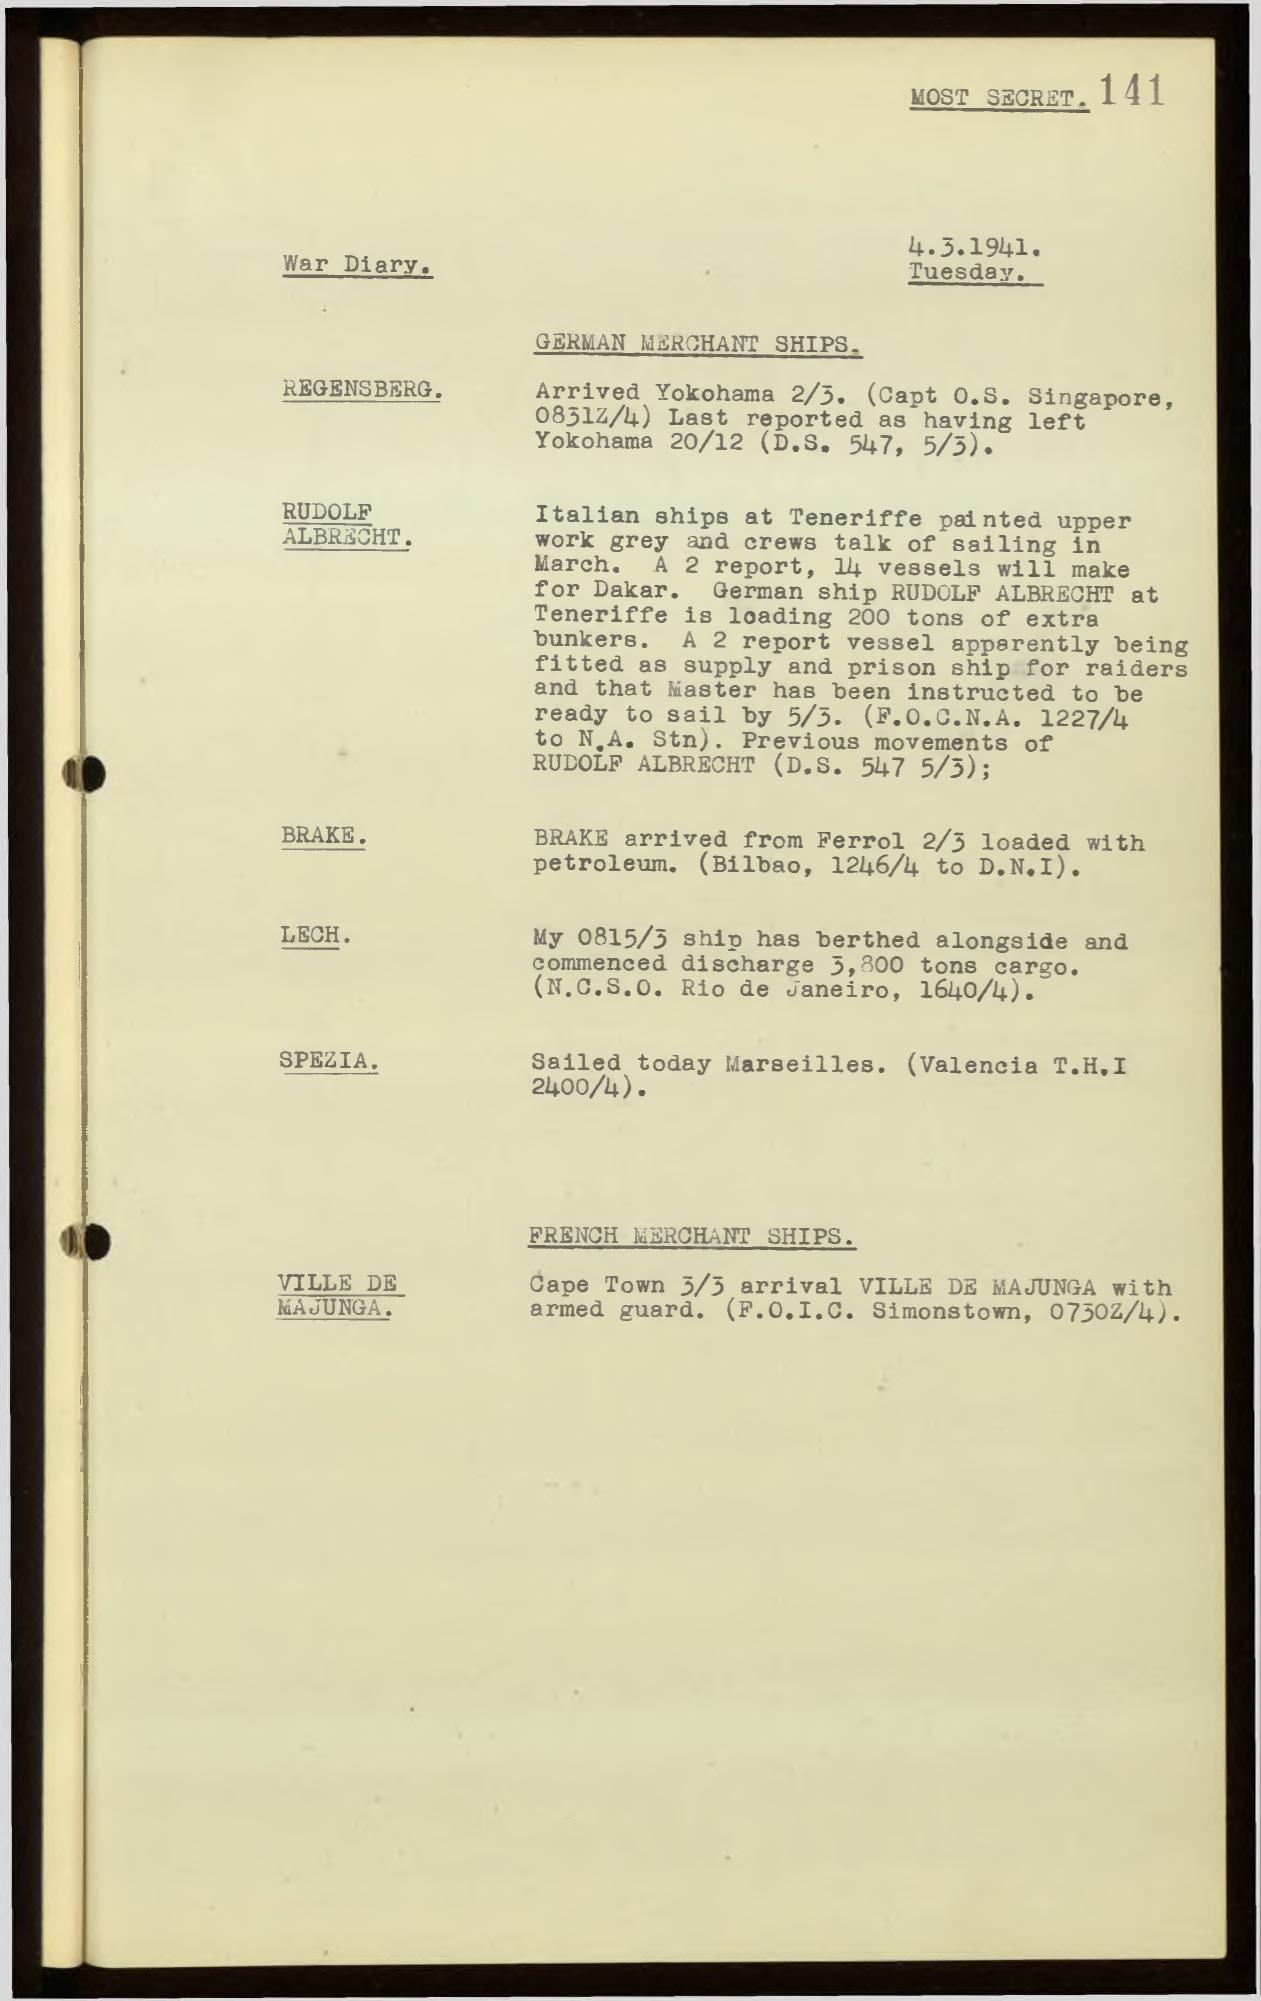 MOST SECRET. 141
War Diary.
4.3.1941.
Tuesday.
GERMAN MERCHANT SHIPS.
REGENSBERG.
Arrived Yokohama 2/3. (Capt O.S. Singapore,
0831Z/4) Last reported as having left
Yokohama 20/12 (D.S. 547, 5/3).
RUDOLF
ALBRECHT.
Italian ships at Teneriffe painted upper
work grey and crews talk of sailing in
March. A 2 report, 14 vessels will make
for Dakar. German ship RUDOLF ALBRECHT at
Teneriffe is loading 200 tons of extra
bunkers. A 2 report vessel apparently being
fitted as supply and prison ship for raiders
and that Master has been instructed to be
ready to sail by 5/3. (F.O.C.N.A. 1227/4
to N.A. Stn). Previous movements of
RUDOLF ALBRECHT (D.S. 547 5/3);
BRAKE.
BRAKE arrived from Ferrol 2/3 loaded with
petroleum. (Bilbao, 1246/4 to D.N.I).
LECH.
My 0815/3 ship has berthed alongside and
commenced discharge 3,800 tons cargo.
(N.C.S.O. Rio de Janeiro, 1640/4).
SPEZIA.
Sailed today Marseilles. (Valencia T.H.I
2400/4).
FRENCH MERCHANT SHIPS.
VILLE DE
MAJUNGA.
Cape Town 3/3 arrival VILLE DE MAJUNGA with
armed guard. (F.O.I.C. Simonstown, 0730Z/4).